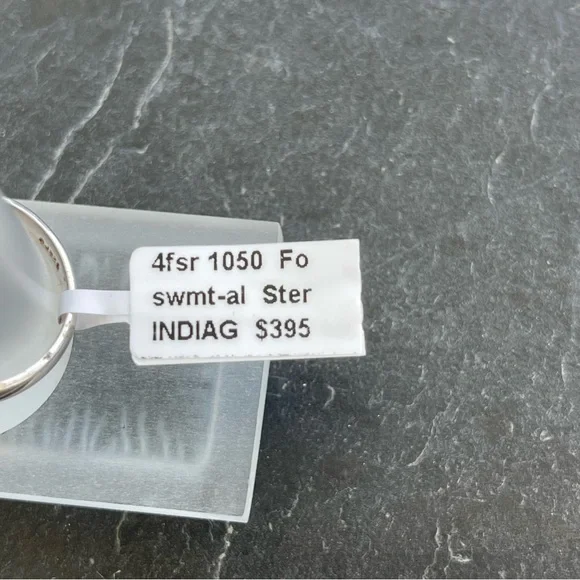 4fsr 1050 Fo
swmt-al Ster
INDIAG $395